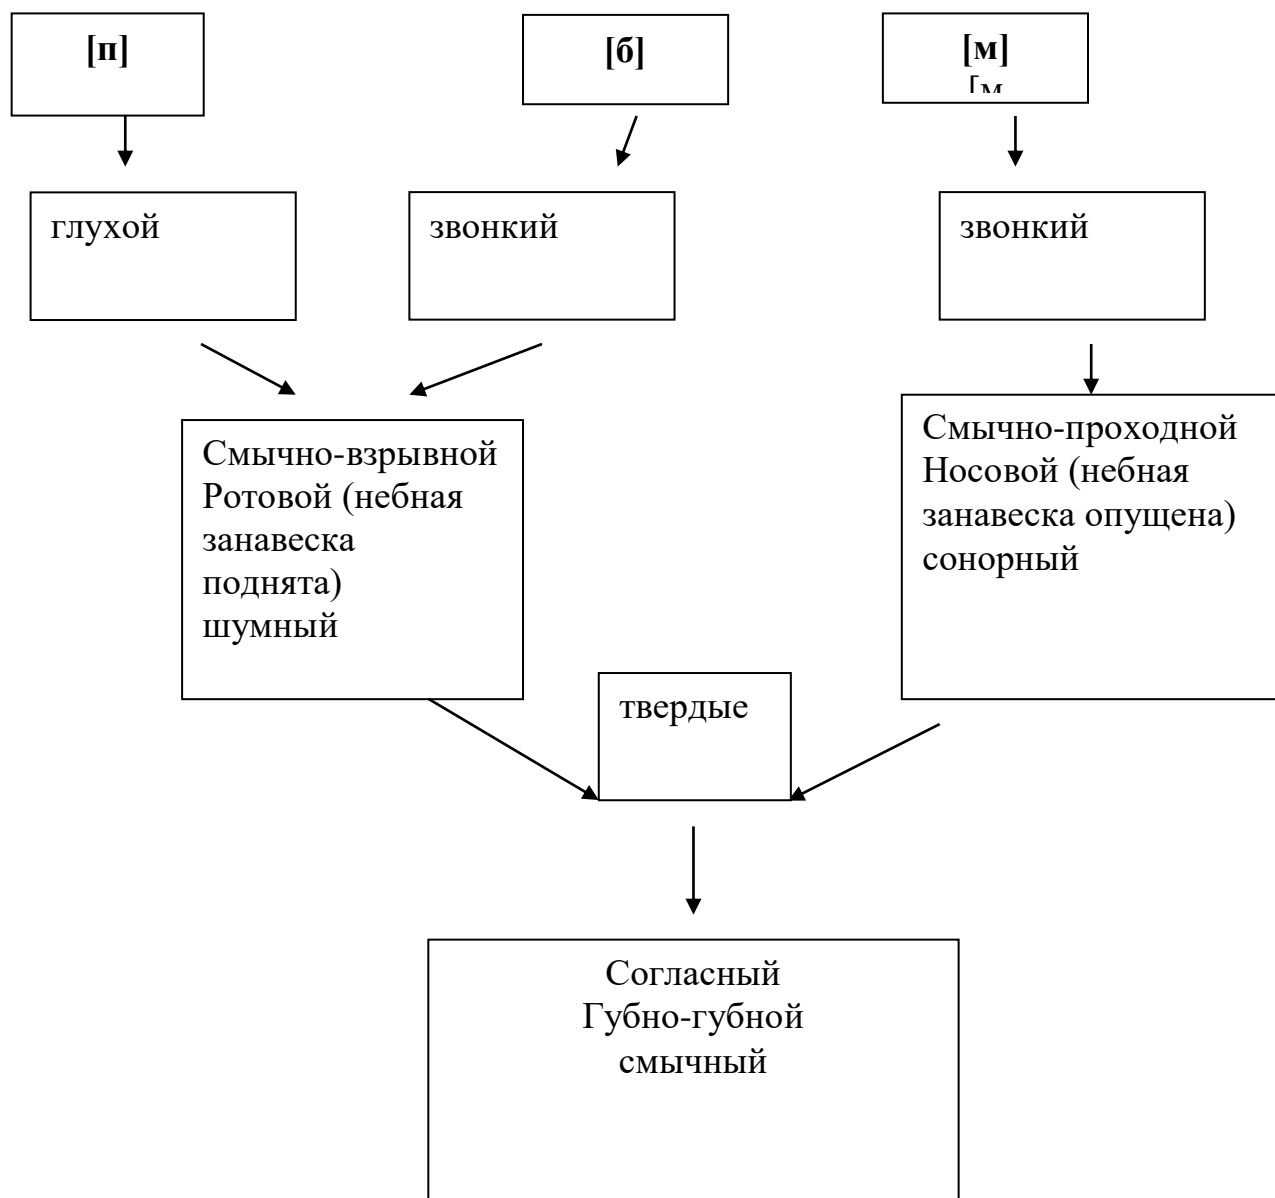 [п]
[б]
[м]
[м
глухой
звонкий
звонкий
Смычно-взрывной
Ротовой (небная
занавеска
поднята)
шумный
Смычно-проходной
Носовой (небная
занавеска опущена)
сонорный
твердые
Согласный
Губно-губной
смычный